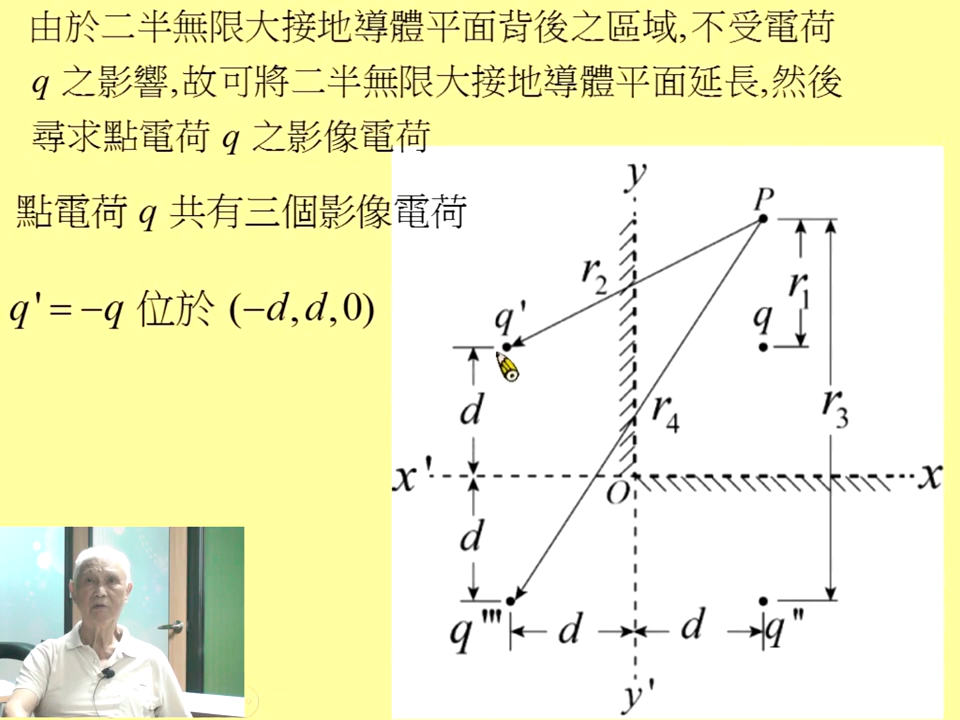 由於二半無限大接地導體平面背後之區域,不受電荷
q 之影響,故可將二半無限大接地導體平面延長,然後
尋求點電荷 q 之影像電荷
點電荷 q 共有三個影像電荷
q' = −q 位於 (−d, d, 0)
y
P
r₂
r₁
q'
q
d
r₄
r₃
x'
O
x
d
q'''
d
d
q''
y'